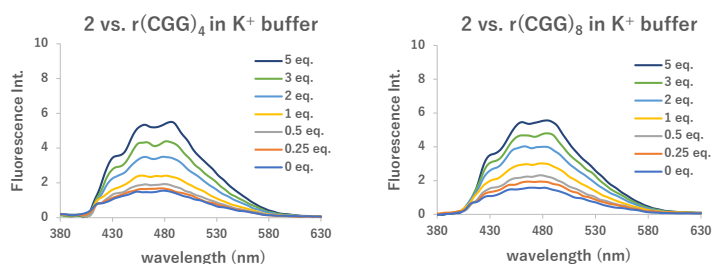 2 vs. r(CGG)₄ in K⁺ buffer
Fluorescence Int.
10
8
6
4
2
0
5 eq.
3 eq.
2 eq.
1 eq.
0.5 eq.
0.25 eq.
0 eq.
380 430 480 530 580 630
wavelength (nm)
2 vs. r(CGG)₈ in K⁺ buffer
Fluorescence Int.
10
8
6
4
2
0
5 eq.
3 eq.
2 eq.
1 eq.
0.5 eq.
0.25 eq.
0 eq.
380 430 480 530 580 630
wavelength (nm)